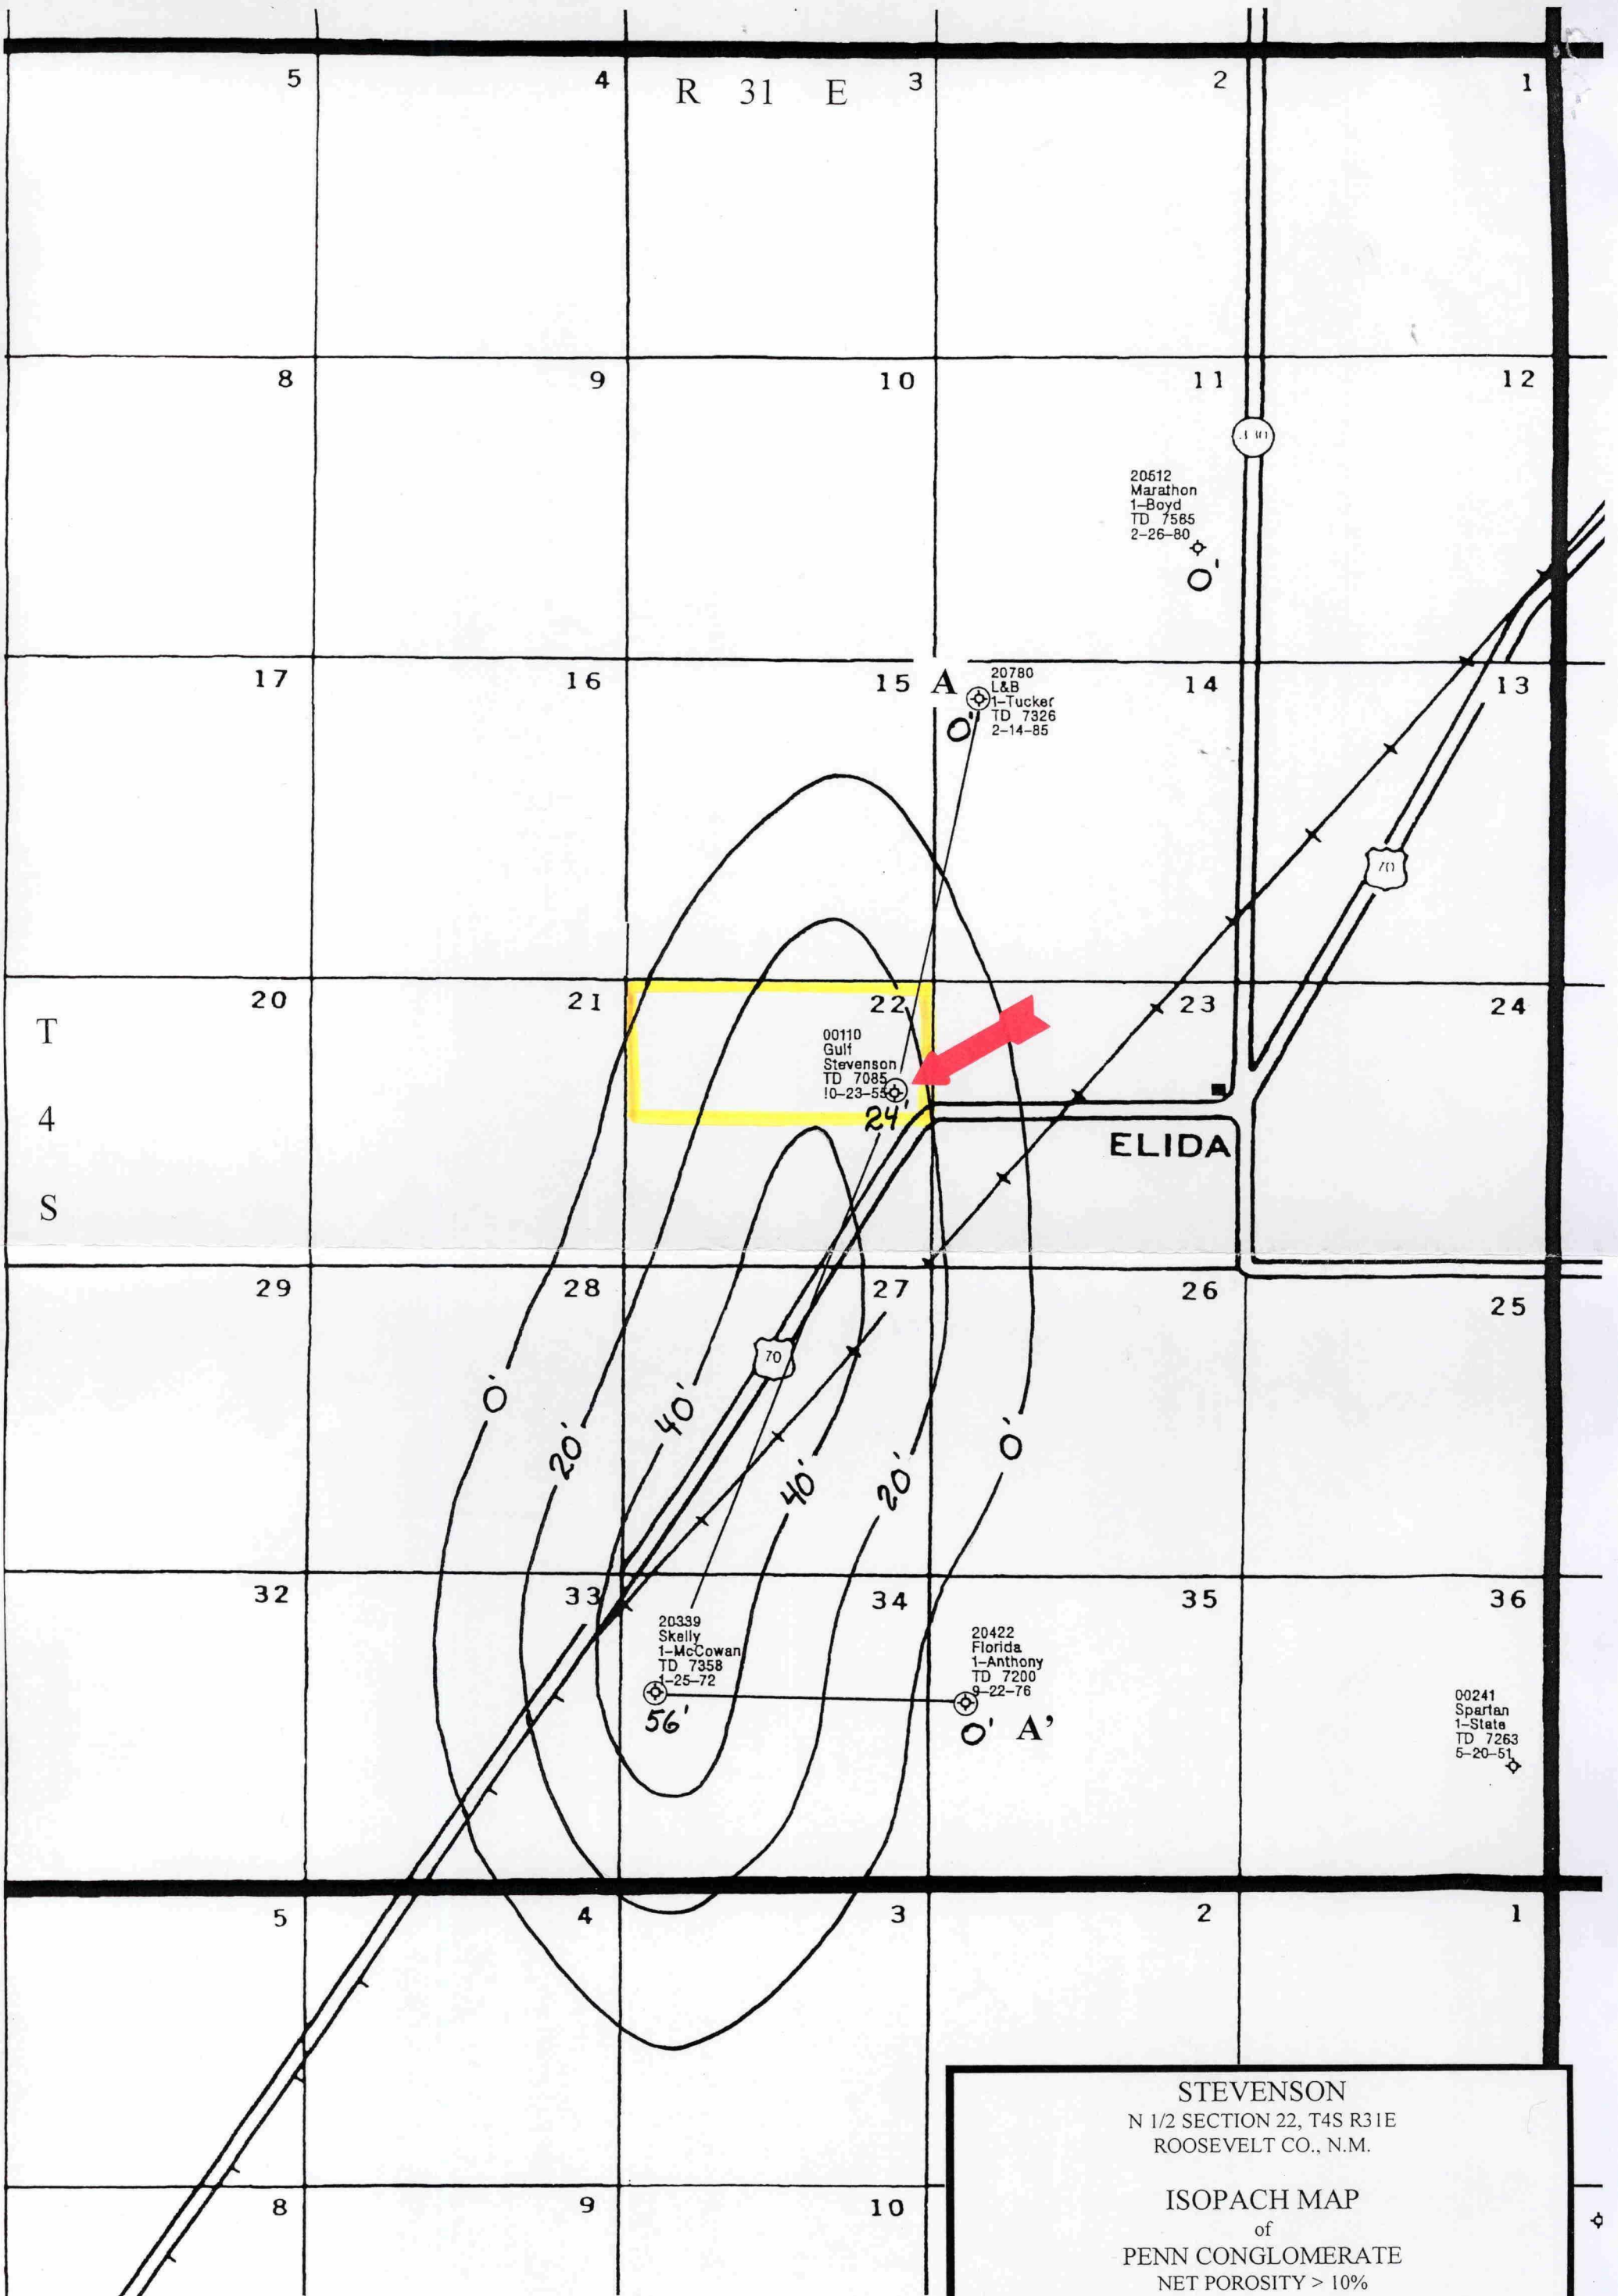 5
4
R 31 E
3
2
1
8
9
10
11
12
20512
Marathon
1-Boyd
TD 7565
2-26-80
0'
17
16
15
A
20780
L&B
1-Tucker
TD 7326
2-14-85
0'
14
13
70
T
4
S
20
21
22
23
24
00110
Gulf
Stevenson
TD 7085
10-23-55
24'
ELIDA
29
28
27
26
25
70
0'
20'
40'
40'
20'
0'
32
33
34
35
36
20339
Skelly
1-McCowan
TD 7358
1-25-72
56'
20422
Florida
1-Anthony
TD 7200
9-22-76
0' A'
00241
Spartan
1-State
TD 7263
5-20-51
5
4
3
2
1
8
9
10
STEVENSON
N 1/2 SECTION 22, T4S R31E
ROOSEVELT CO., N.M.
ISOPACH MAP
of
PENN CONGLOMERATE
NET POROSITY > 10%